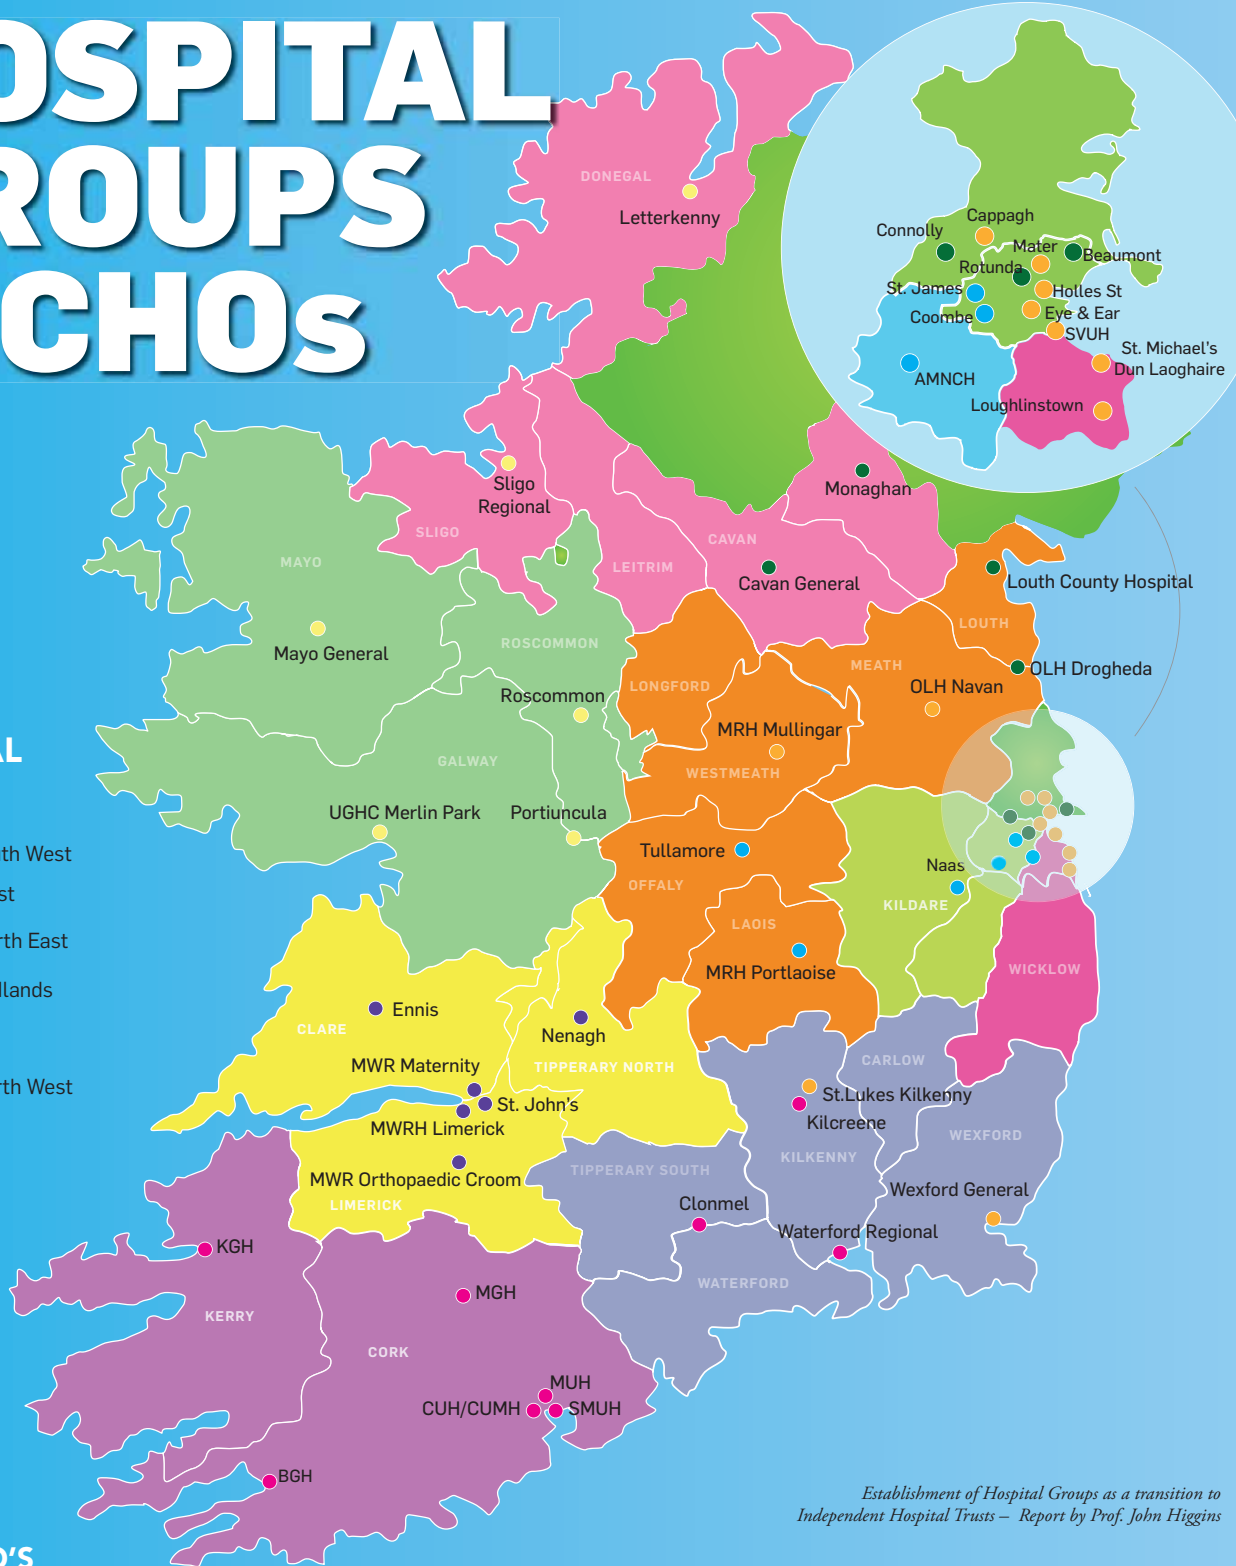 OSPITAL
ROUPS
CHOs
DONEGAL
Letterkenny
Cappagh
Connolly
Mater
Beaumont
Rotunda
St. James
Holles St
Coombe
Eye & Ear
SVUH
St. Michael's
Dun Laoghaire
AMNCH
Loughlinstown
Sligo
Regional
Monaghan
SLIGO
CAVAN
MAYO
LEITRIM
Cavan General
Louth County Hospital
LOUTH
Mayo General
ROSCOMMON
MEATH
OLH Drogheda
LONGFORD
OLH Navan
Roscommon
MRH Mullingar
AL
GALWAY
WESTMEATH
UGHC Merlin Park
Portiuncula
th West
Tullamore
Naas
OFFALY
st
KILDARE
LAOIS
rth East
MRH Portlaoise
WICKLOW
llands
Ennis
CLARE
Nenagh
MWR Maternity
TIPPERARY NORTH
CARLOW
rth West
St.Lukes Kilkenny
St. John's
Kilcreene
MWRH Limerick
WEXFORD
KILKENNY
TIPPERARY SOUTH
MWR Orthopaedic Croom
Wexford General
LIMERICK
Clonmel
Waterford Regional
KGH
WATERFORD
MGH
KERRY
CORK
MUH
CUH/CUMH
SMUH
BGH
Establishment of Hospital Groups as a transition to
Independent Hospital Trusts – Report by Prof. John Higgins
O'S